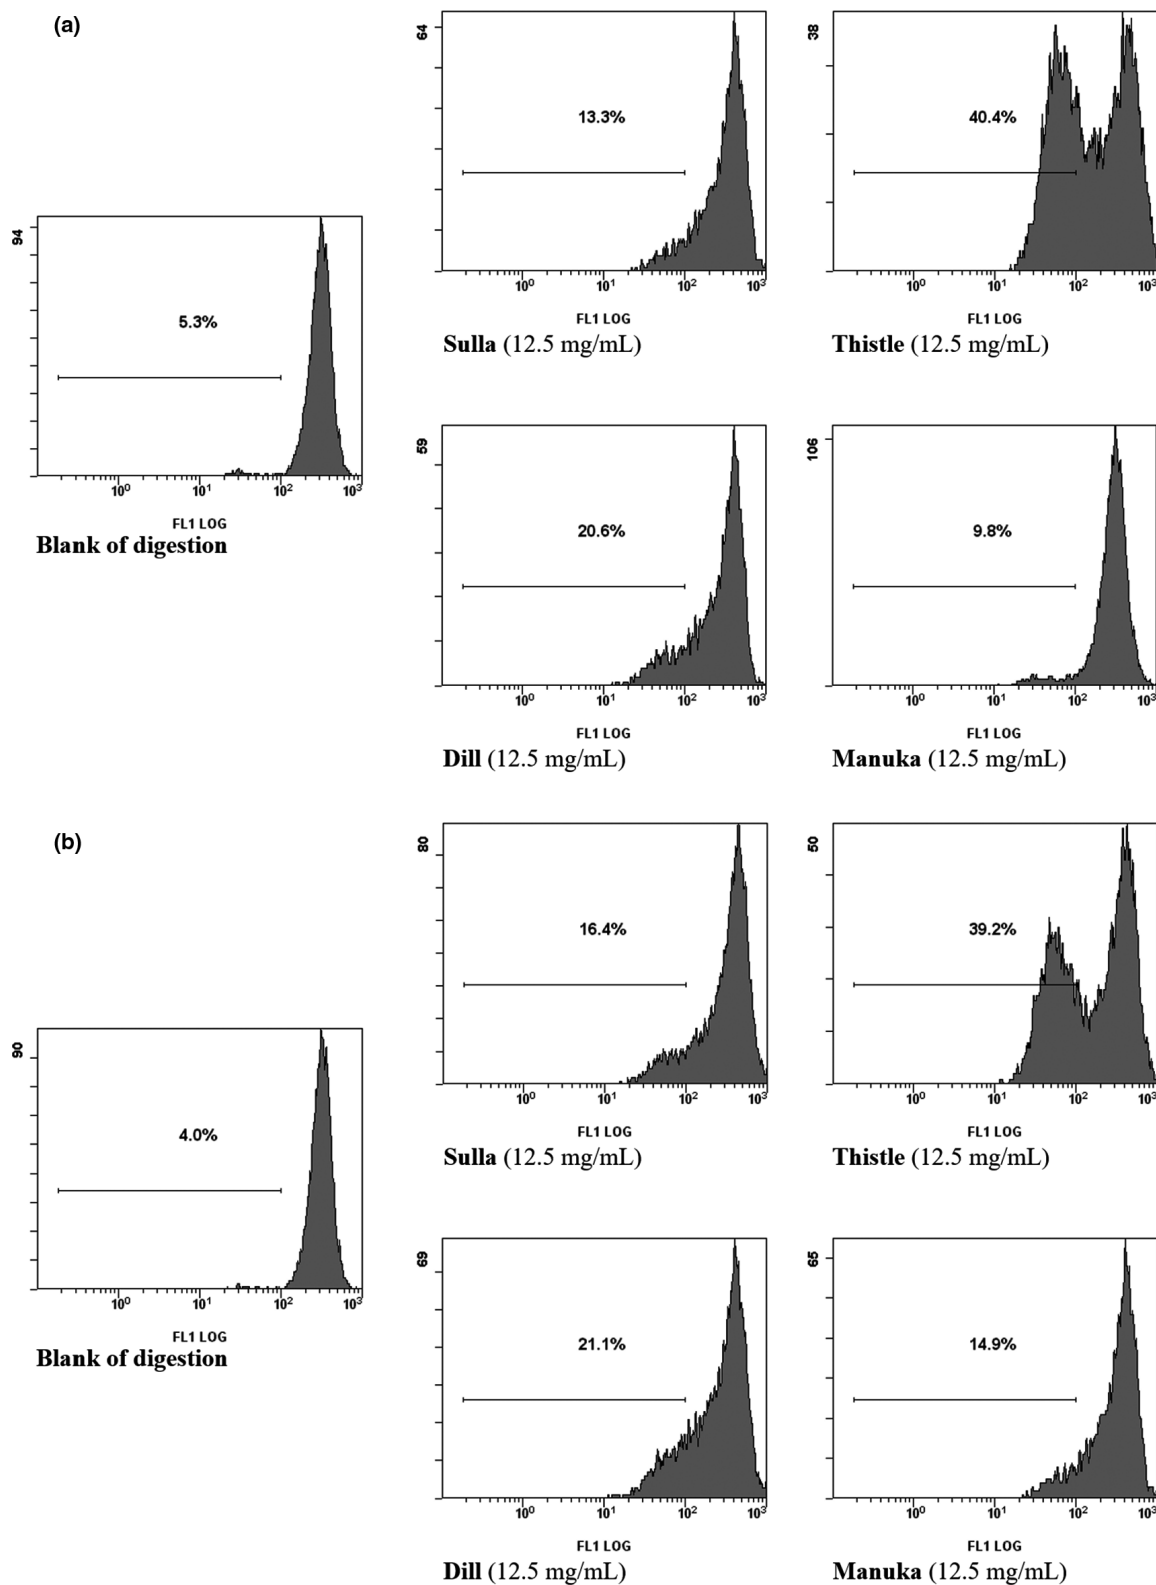 (a)
64
13.3%
10⁰ 10¹ 10² 10³
FL1 LOG
Sulla (12.5 mg/mL)
38
40.4%
10⁰ 10¹ 10² 10³
FL1 LOG
Thistle (12.5 mg/mL)
94
5.3%
10⁰ 10¹ 10² 10³
FL1 LOG
Blank of digestion
59
20.6%
10⁰ 10¹ 10² 10³
FL1 LOG
Dill (12.5 mg/mL)
106
9.8%
10⁰ 10¹ 10² 10³
FL1 LOG
Manuka (12.5 mg/mL)
(b)
80
16.4%
10⁰ 10¹ 10² 10³
FL1 LOG
Sulla (12.5 mg/mL)
50
39.2%
10⁰ 10¹ 10² 10³
FL1 LOG
Thistle (12.5 mg/mL)
90
4.0%
10⁰ 10¹ 10² 10³
FL1 LOG
Blank of digestion
69
21.1%
10⁰ 10¹ 10² 10³
FL1 LOG
Dill (12.5 mg/mL)
65
14.9%
10⁰ 10¹ 10² 10³
FL1 LOG
Manuka (12.5 mg/mL)